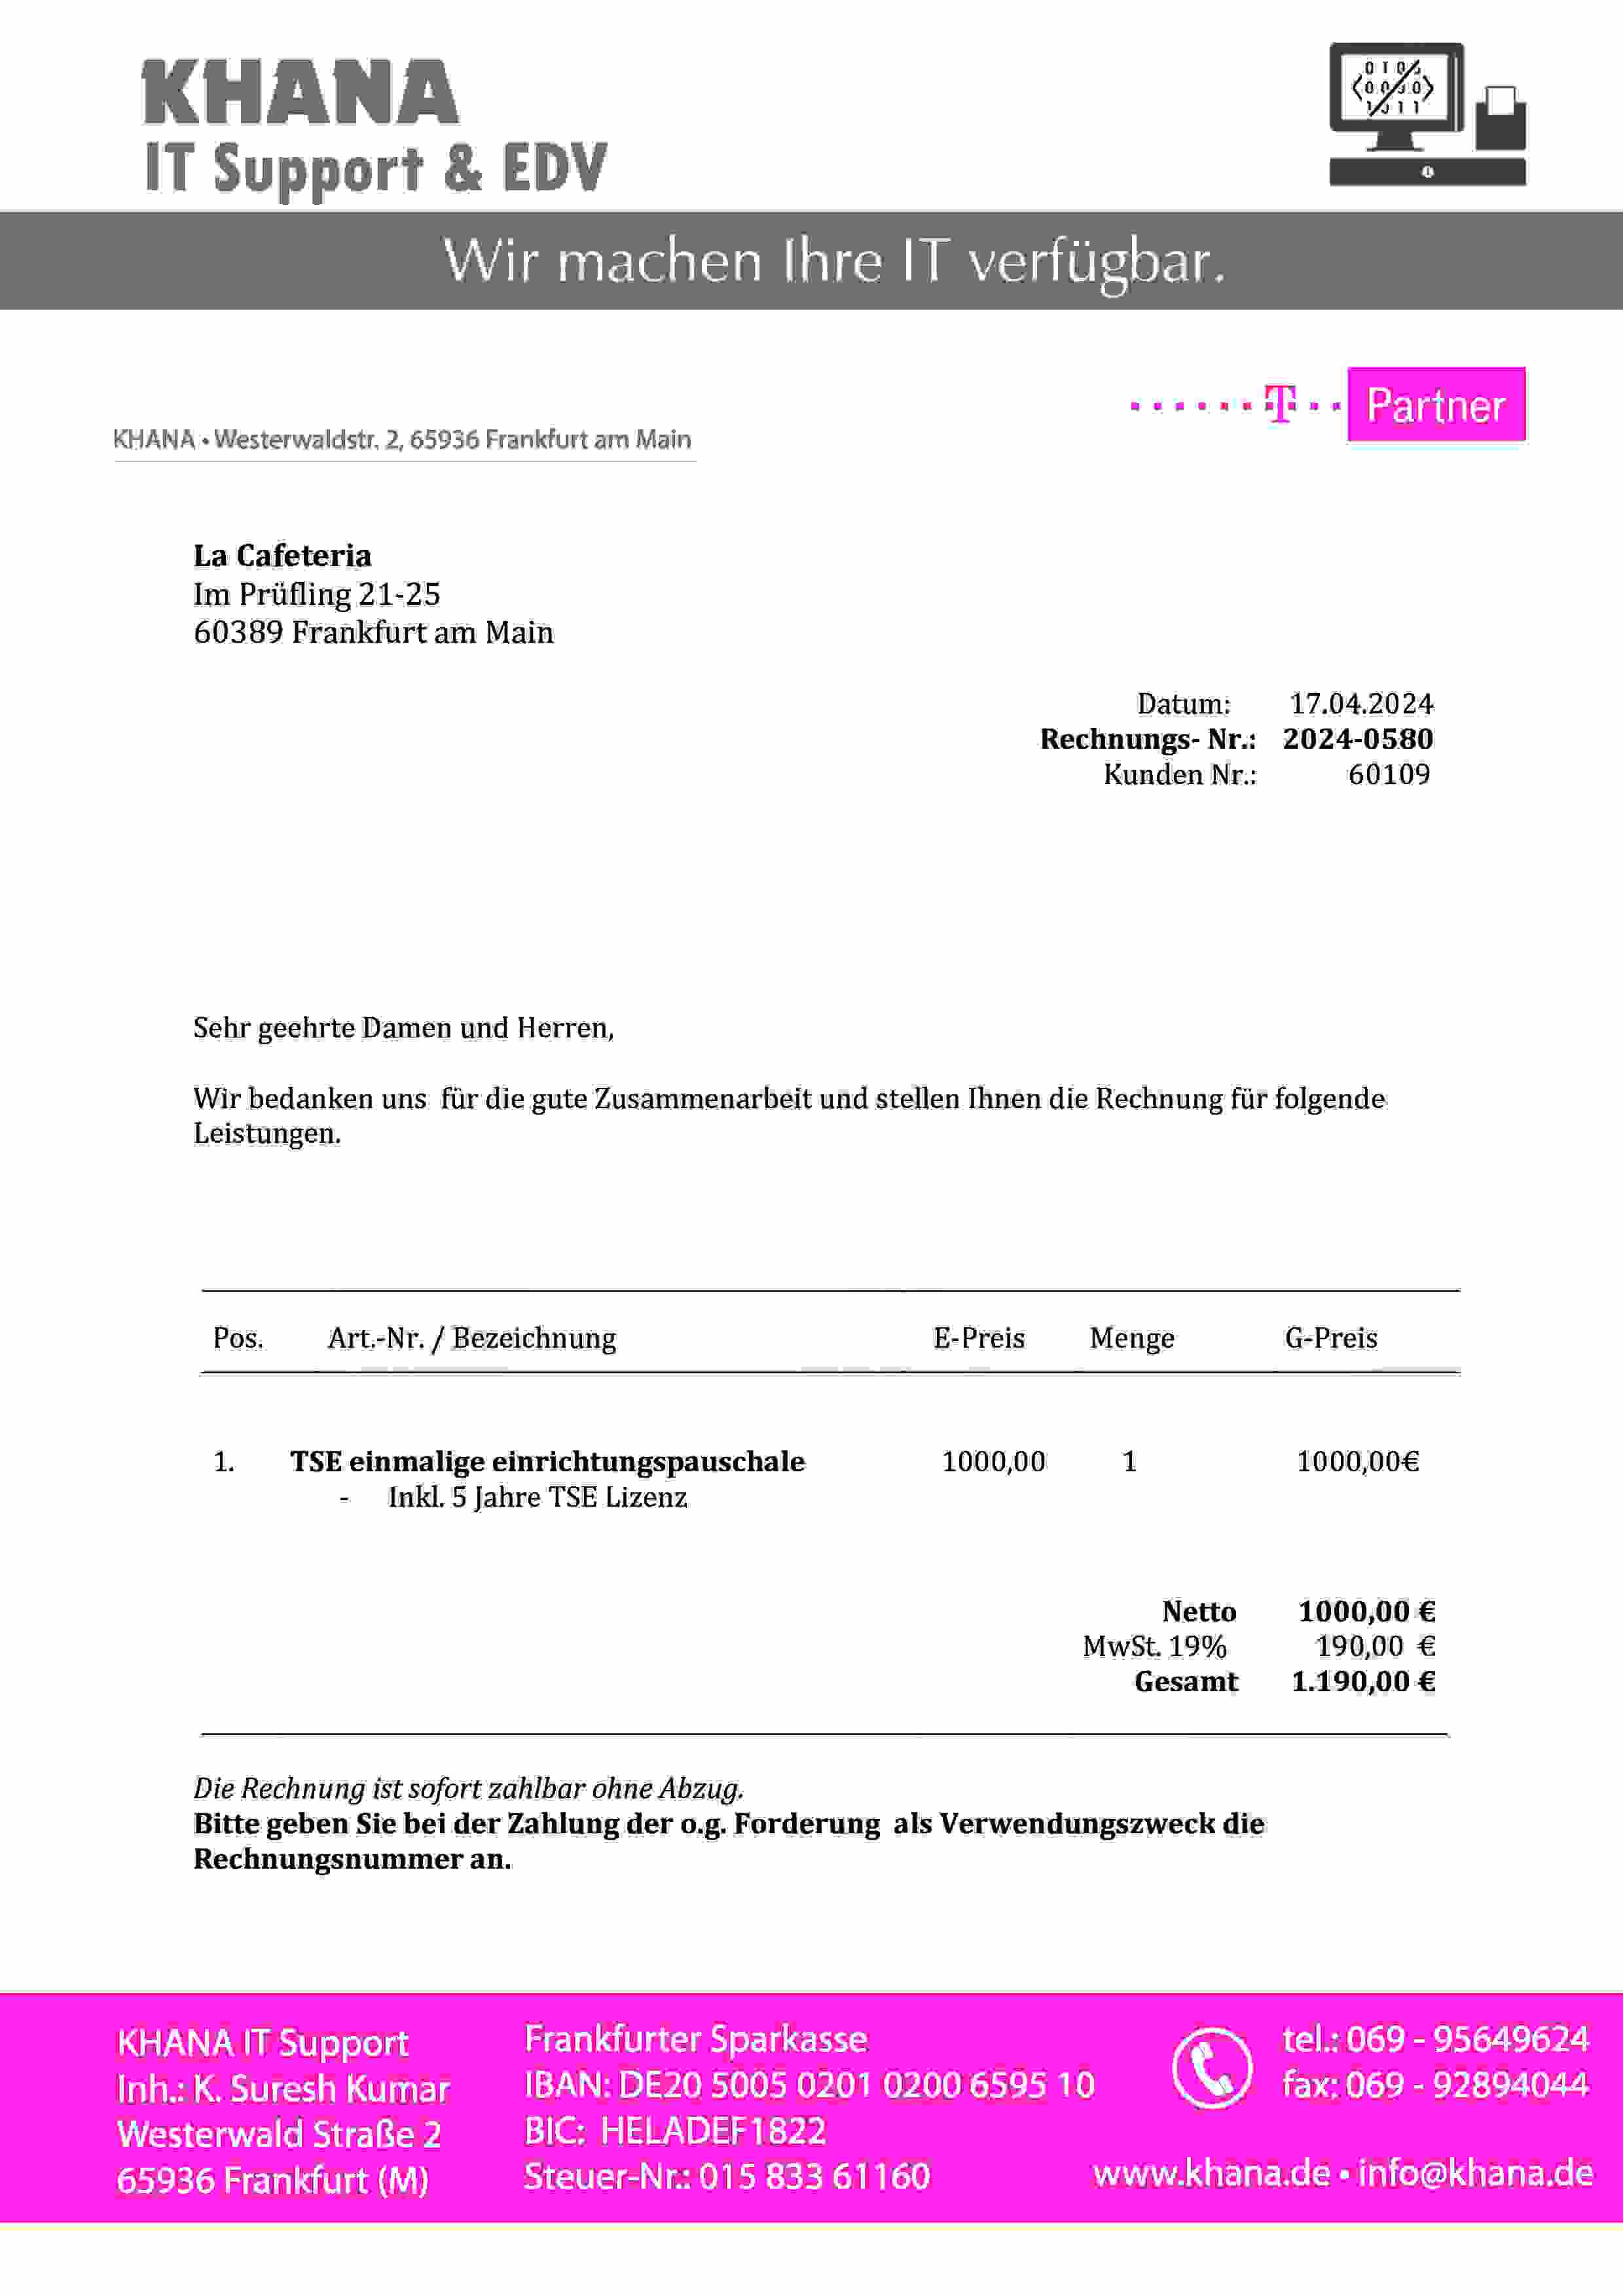 KHANA
IT Support & EDV
Wir machen Ihre IT verfügbar.
T Partner
KHANA • Westerwaldstr. 2, 65936 Frankfurt am Main
La Cafeteria
Im Prüfling 21-25
60389 Frankfurt am Main
Datum: 17.04.2024
Rechnungs- Nr.: 2024-0580
Kunden Nr.: 60109
Sehr geehrte Damen und Herren,
Wir bedanken uns für die gute Zusammenarbeit und stellen Ihnen die Rechnung für folgende
Leistungen.
Pos. Art.-Nr. / Bezeichnung E-Preis Menge G-Preis
1. TSE einmalige einrichtungspauschale 1000,00 1 1000,00€
- Inkl. 5 Jahre TSE Lizenz
Netto 1000,00 €
MwSt. 19% 190,00 €
Gesamt 1.190,00 €
Die Rechnung ist sofort zahlbar ohne Abzug.
Bitte geben Sie bei der Zahlung der o.g. Forderung als Verwendungszweck die
Rechnungsnummer an.
KHANA IT Support
Inh.: K. Suresh Kumar
Westerwald Straße 2
65936 Frankfurt (M)
Frankfurter Sparkasse
IBAN: DE20 5005 0201 0200 6595 10
BIC: HELADEF1822
Steuer-Nr.: 015 833 61160
tel.: 069 - 95649624
fax: 069 - 92894044
www.khana.de • info@khana.de